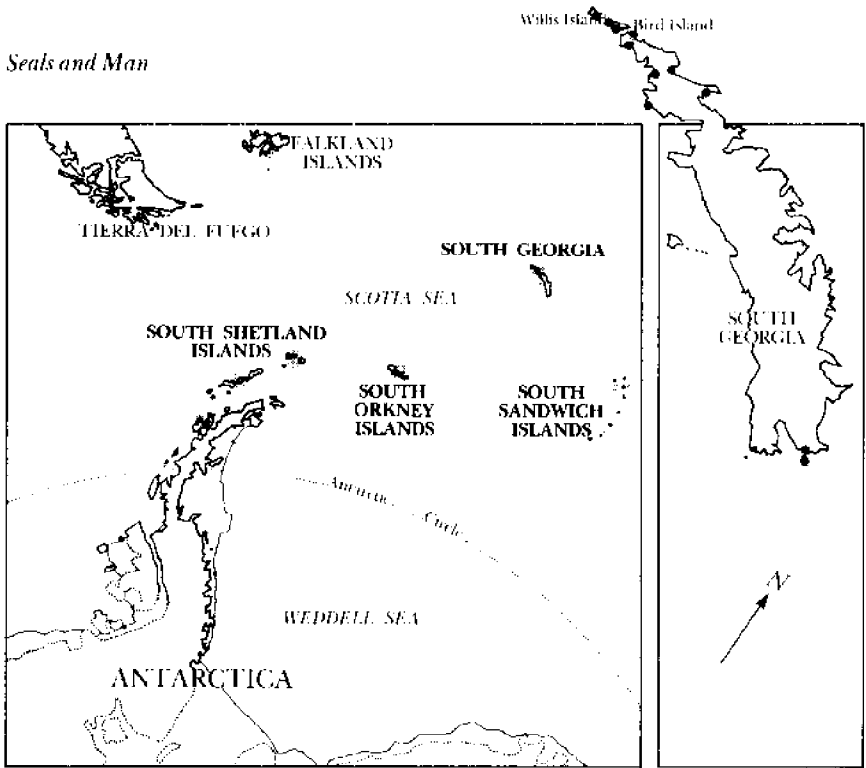 Willis Island Bird Island
Seals and Man
FALKLAND
ISLANDS
TIERRA DEL FUEGO
SOUTH GEORGIA
SCOTIA SEA
SOUTH SHETLAND
ISLANDS
SOUTH
ORKNEY
ISLANDS
SOUTH
SANDWICH
ISLANDS
SOUTH
GEORGIA
Antarctic Circle
N
WEDDELL SEA
ANTARCTICA